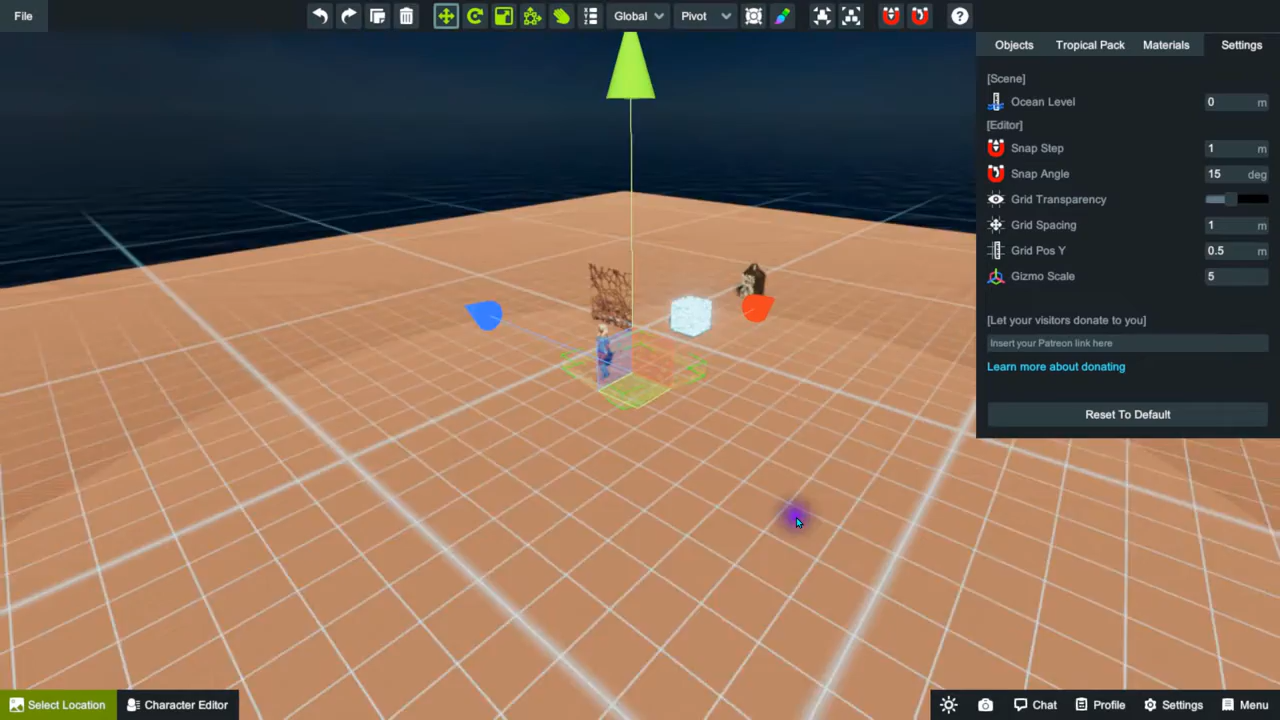 File
Global
Pivot
Objects
Tropical Pack
Materials
Settings
[Scene]
Ocean Level
0
m
[Editor]
Snap Step
1
m
Snap Angle
15
deg
Grid Transparency
Grid Spacing
1
m
Grid Pos Y
0.5
m
Gizmo Scale
5
[Let your visitors donate to you]
Insert your Patreon link here
Learn more about donating
Reset To Default
Select Location
Character Editor
Chat
Profile
Settings
Menu